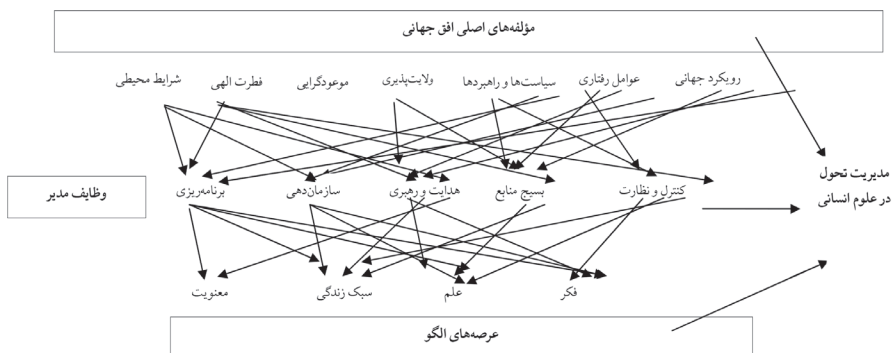 مؤلفه‌های اصلی افق جهانی
رویکرد جهانی عوامل رفتاری سیاست‌ها و راهبردها ولایت‌پذیری موعودگرایی فطرت الهی شرایط محیطی
مدیریت تحول
در علوم انسانی
کنترل و نظارت بسیج منابع هدایت و رهبری سازمان‌دهی برنامه‌ریزی
وظایف مدیر
فکر علم سبک زندگی معنویت
عرصه‌های الگو